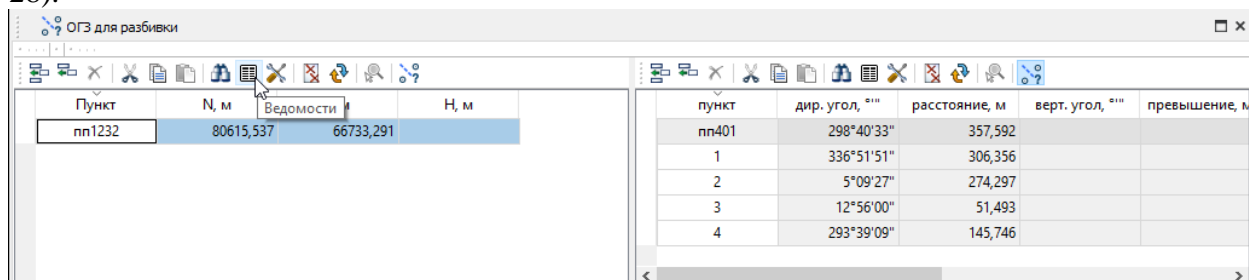 28).
ОГЗ для разбивки
Пункт N, м м H, м
Ведомости
пп1232 80615,537 66733,291
пункт дир. угол, °'" расстояние, м верт. угол, °'" превышение, м
пп401 298°40'33" 357,592
1 336°51'51" 306,356
2 5°09'27" 274,297
3 12°56'00" 51,493
4 293°39'09" 145,746